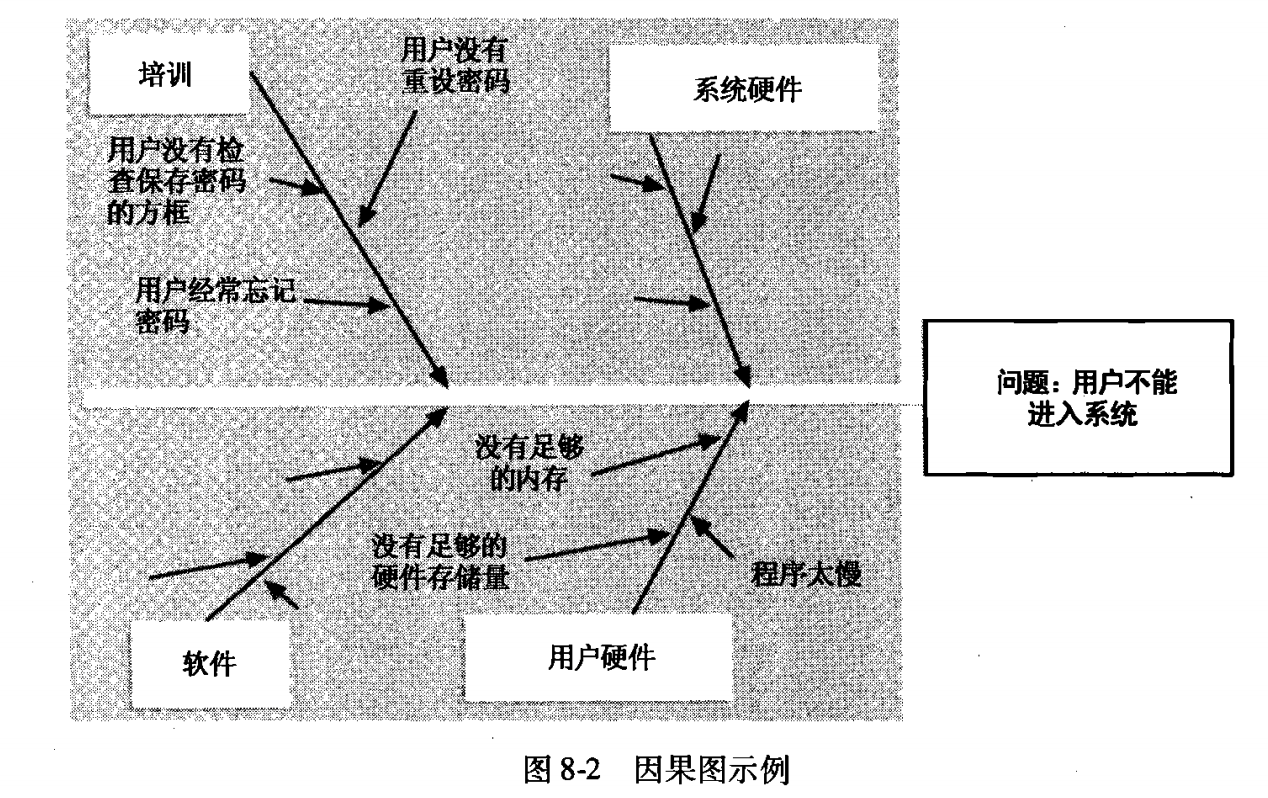 培训
用户没有
重设密码
系统硬件
用户没有检
查保存密码
的方框
用户经常忘记
密码
问题：用户不能
进入系统
没有足够
的内存
没有足够的
硬件存储量
程序太慢
软件
用户硬件
图 8-2 因果图示例